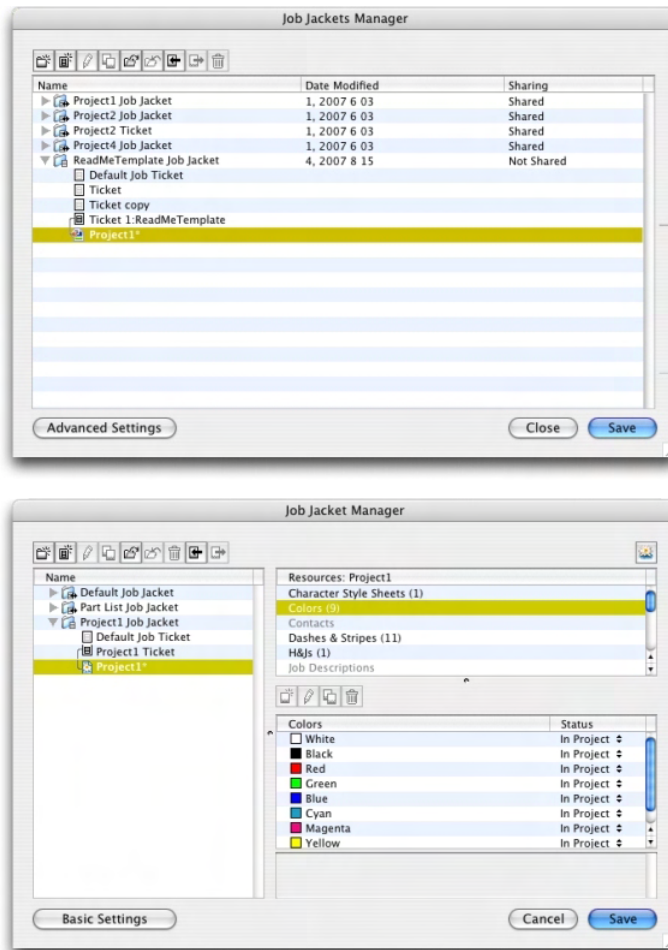 Job Jackets Manager
Name Date Modified Sharing
Project1 Job Jacket 1, 2007 6 03 Shared
Project2 Job Jacket 1, 2007 6 03 Shared
Project2 Ticket 1, 2007 6 03 Shared
Project4 Job Jacket 1, 2007 6 03 Shared
ReadMeTemplate Job Jacket 4, 2007 8 15 Not Shared
Default Job Ticket
Ticket
Ticket copy
Ticket 1:ReadMeTemplate
Project1*
Advanced Settings Close Save
Job Jacket Manager
Name
Default Job Jacket
Part List Job Jacket
Project1 Job Jacket
Default Job Ticket
Project1 Ticket
Project1*
Resources: Project1
Character Style Sheets (1)
Colors (9)
Contacts
Dashes & Stripes (11)
H&Js (1)
Job Descriptions
Colors Status
White In Project
Black In Project
Red In Project
Green In Project
Blue In Project
Cyan In Project
Magenta In Project
Yellow In Project
Basic Settings Cancel Save